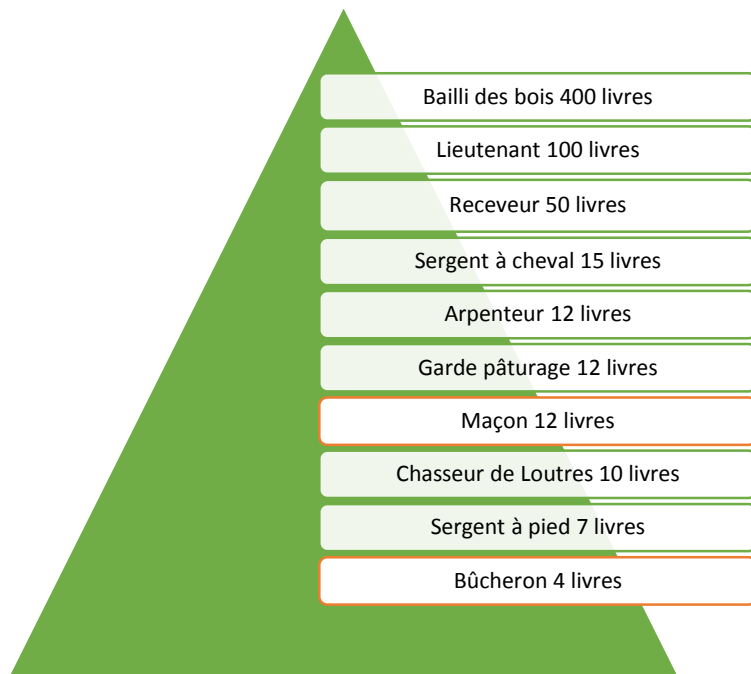 Bailli des bois 400 livres
Lieutenant 100 livres
Receveur 50 livres
Sergent à cheval 15 livres
Arpenteur 12 livres
Garde pâturage 12 livres
Maçon 12 livres
Chasseur de Loutres 10 livres
Sergent à pied 7 livres
Bûcheron 4 livres